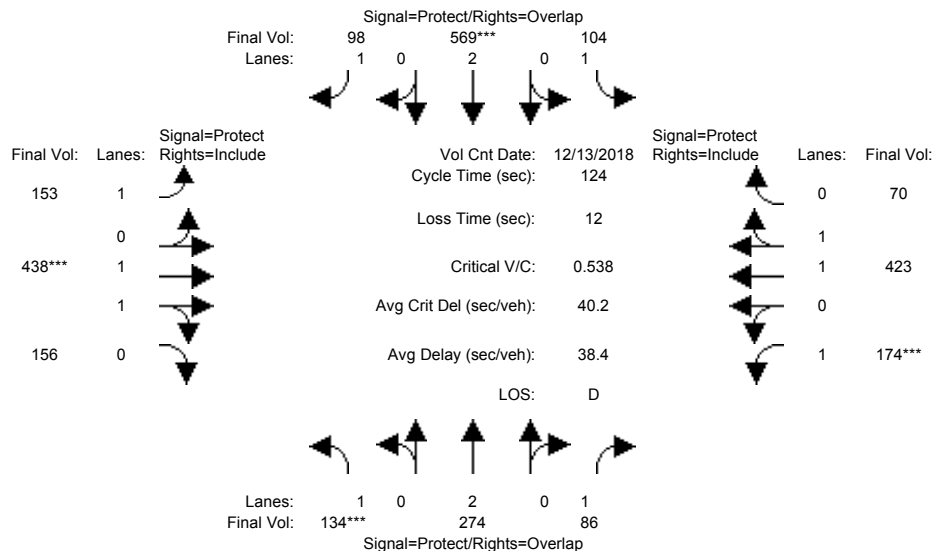 Signal=Protect/Rights=Overlap
Final Vol: 98 569*** 104
Lanes: 1 0 2 0 1
Signal=Protect Signal=Protect
Final Vol: Lanes: Rights=Include Vol Cnt Date: 12/13/2018 Rights=Include Lanes: Final Vol:
Cycle Time (sec): 124
153 1 0 70
Loss Time (sec): 12
0 1
438*** 1 Critical V/C: 0.538 1 423
1 Avg Crit Del (sec/veh): 40.2 0
156 0 Avg Delay (sec/veh): 38.4 1 174***
LOS: D
Lanes: 1 0 2 0 1
Final Vol: 134*** 274 86
Signal=Protect/Rights=Overlap